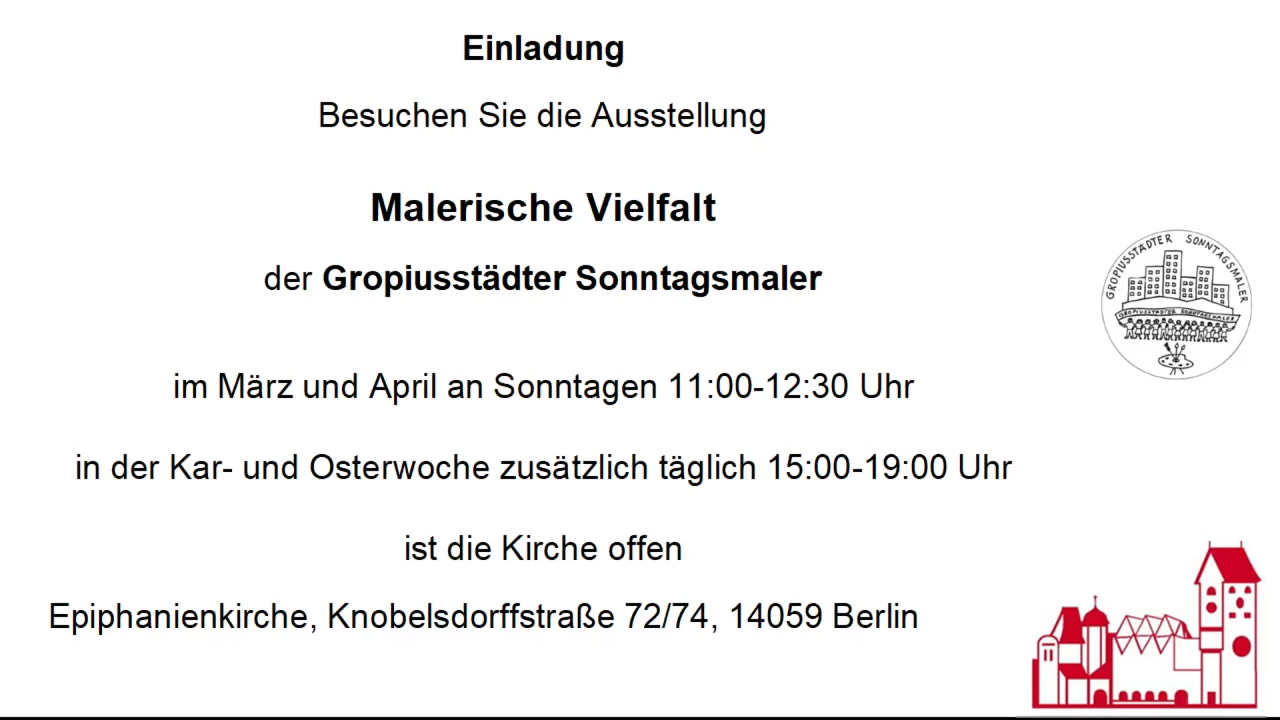 Einladung
Besuchen Sie die Ausstellung
Malerische Vielfalt
der Gropiusstädter Sonntagsmaler
GROPIUSSTÄDTER SONNTAGSMALER
GROPIUSSTÄDTER SONNTAGSMALER
im März und April an Sonntagen 11:00-12:30 Uhr
in der Kar- und Osterwoche zusätzlich täglich 15:00-19:00 Uhr
ist die Kirche offen
Epiphanienkirche, Knobelsdorffstraße 72/74, 14059 Berlin